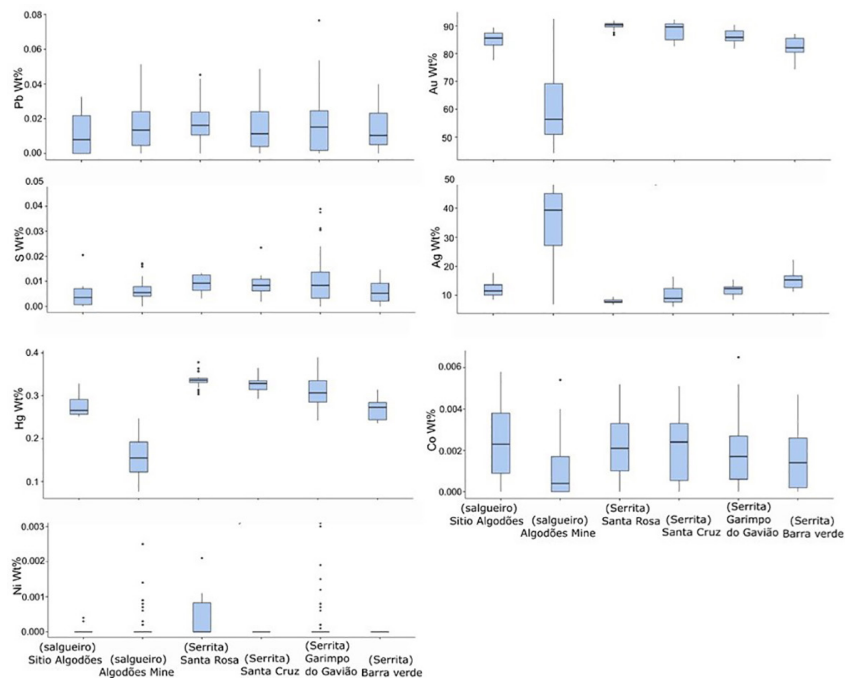 Pb Wt%
0.08
0.06
0.04
0.02
0.00
Au Wt%
90
80
70
60
50
S Wt%
0.05
0.04
0.03
0.02
0.01
0.00
Ag Wt%
50
40
30
20
10
Hg Wt%
0.4
0.3
0.2
0.1
Co Wt%
0.006
0.004
0.002
0.000
(salgueiro)
Sitio Algodões
(salgueiro)
Algodões Mine
(Serrita)
Santa Rosa
(Serrita)
Santa Cruz
(Serrita)
Garimpo
do Gavião
(Serrita)
Barra verde
Ni Wt%
0.003
0.002
0.001
0.000
(salgueiro)
Sitio Algodões
(salgueiro)
Algodões Mine
(Serrita)
Santa Rosa
(Serrita)
Santa Cruz
(Serrita)
Garimpo
do Gavião
(Serrita)
Barra verde